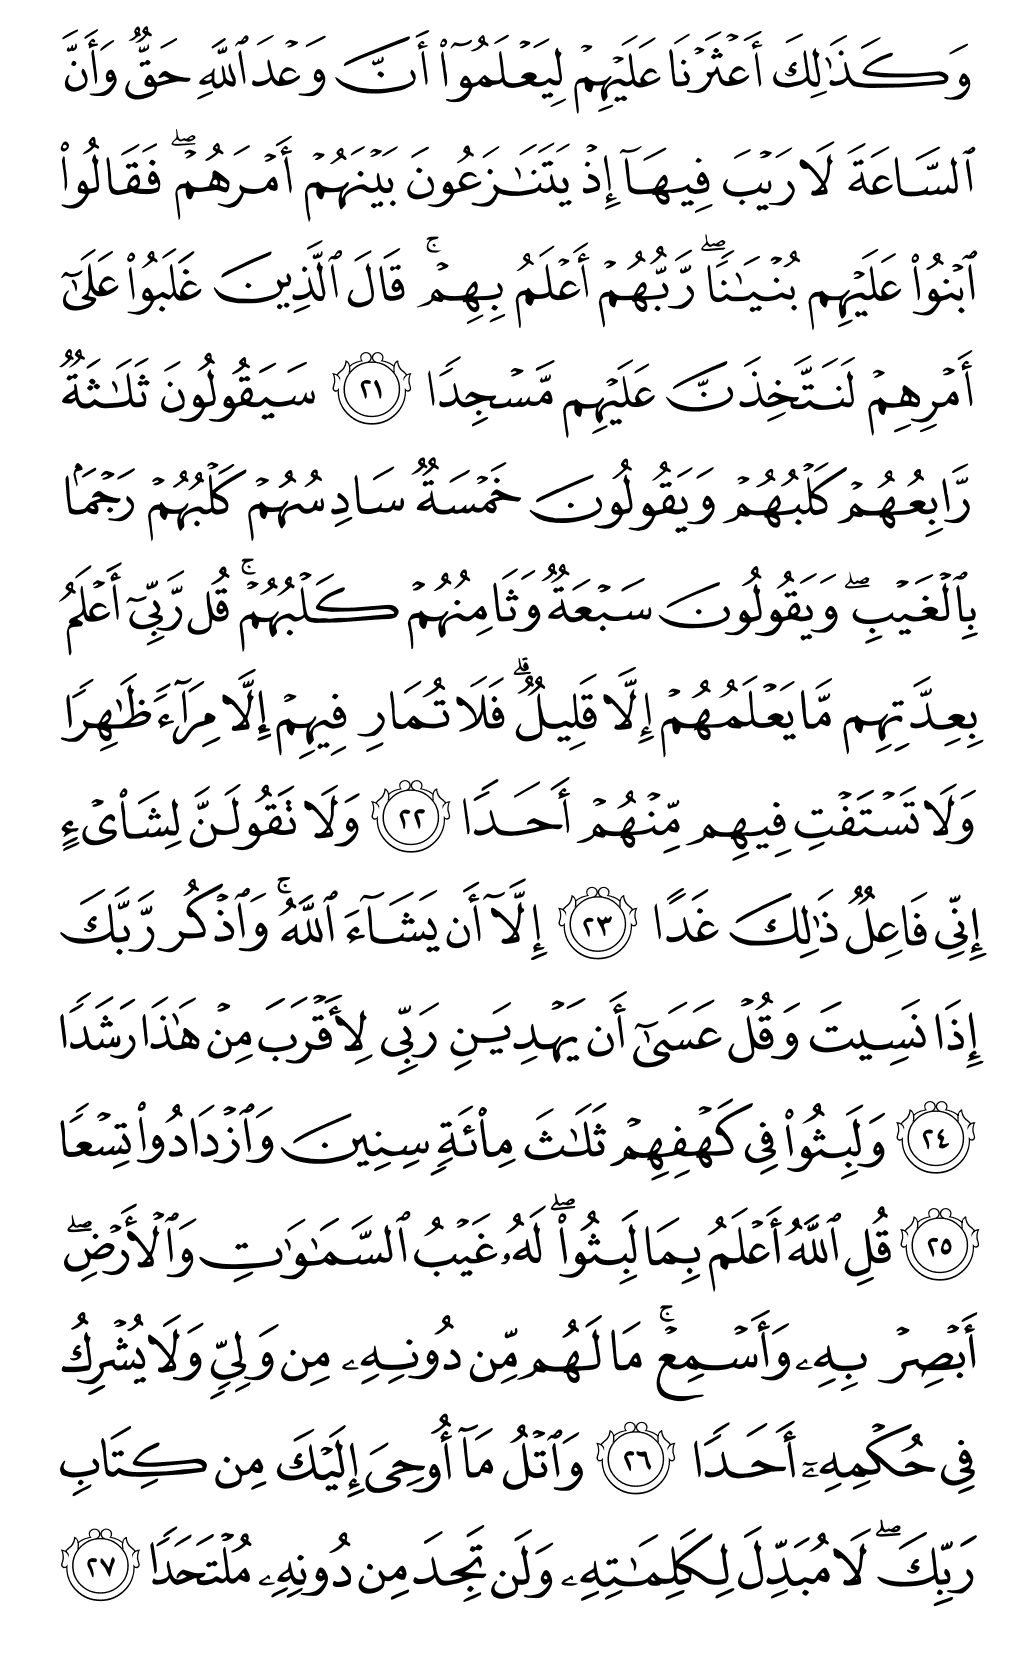 وَكَذَٰلِكَ أَعْثَرْنَا عَلَيْهِمْ لِيَعْلَمُوٓا۟ أَنَّ وَعْدَ ٱللَّهِ حَقٌّ وَأَنَّ
ٱلسَّاعَةَ لَا رَيْبَ فِيهَآ إِذْ يَتَنَٰزَعُونَ بَيْنَهُمْ أَمْرَهُمْ ۖ فَقَالُوا۟
ٱبْنُوا۟ عَلَيْهِم بُنْيَٰنًا ۖ رَّبُّهُمْ أَعْلَمُ بِهِمْ ۚ قَالَ ٱلَّذِينَ غَلَبُوا۟ عَلَىٰٓ
أَمْرِهِمْ لَنَتَّخِذَنَّ عَلَيْهِم مَّسْجِدًا ٢١ سَيَقُولُونَ ثَلَٰثَةٌ
رَّابِعُهُمْ كَلْبُهُمْ وَيَقُولُونَ خَمْسَةٌ سَادِسُهُمْ كَلْبُهُمْ رَجْمًۢا
بِٱلْغَيْبِ ۖ وَيَقُولُونَ سَبْعَةٌ وَثَامِنُهُمْ كَلْبُهُمْ ۚ قُل رَّبِّىٓ أَعْلَمُ
بِعِدَّتِهِم مَّا يَعْلَمُهُمْ إِلَّا قَلِيلٌ ۗ فَلَا تُمَارِ فِيهِمْ إِلَّا مِرَآءً ظَٰهِرًا
وَلَا تَسْتَفْتِ فِيهِم مِّنْهُمْ أَحَدًا ٢٢ وَلَا تَقُولَنَّ لِشَا۟ىْءٍ
إِنِّى فَاعِلٌ ذَٰلِكَ غَدًا ٢٣ إِلَّآ أَن يَشَآءَ ٱللَّهُ ۚ وَٱذْكُر رَّبَّكَ
إِذَا نَسِيتَ وَقُلْ عَسَىٰٓ أَن يَهْدِيَنِ رَبِّى لِأَقْرَبَ مِنْ هَٰذَا رَشَدًا
٢٤ وَلَبِثُوا۟ فِى كَهْفِهِمْ ثَلَٰثَ مِا۟ئَةٍ سِنِينَ وَٱزْدَادُوا۟ تِسْعًا
٢٥ قُلِ ٱللَّهُ أَعْلَمُ بِمَا لَبِثُوا۟ ۖ لَهُۥ غَيْبُ ٱلسَّمَٰوَٰتِ وَٱلْأَرْضِ ۖ
أَبْصِرْ بِهِۦ وَأَسْمِعْ ۚ مَا لَهُم مِّن دُونِهِۦ مِن وَلِىٍّ وَلَا يُشْرِكُ
فِى حُكْمِهِۦٓ أَحَدًا ٢٦ وَٱتْلُ مَآ أُوحِىَ إِلَيْكَ مِن كِتَابِ
رَبِّكَ ۖ لَا مُبَدِّلَ لِكَلِمَٰتِهِۦ وَلَن تَجِدَ مِن دُونِهِۦ مُلْتَحَدًا ٢٧